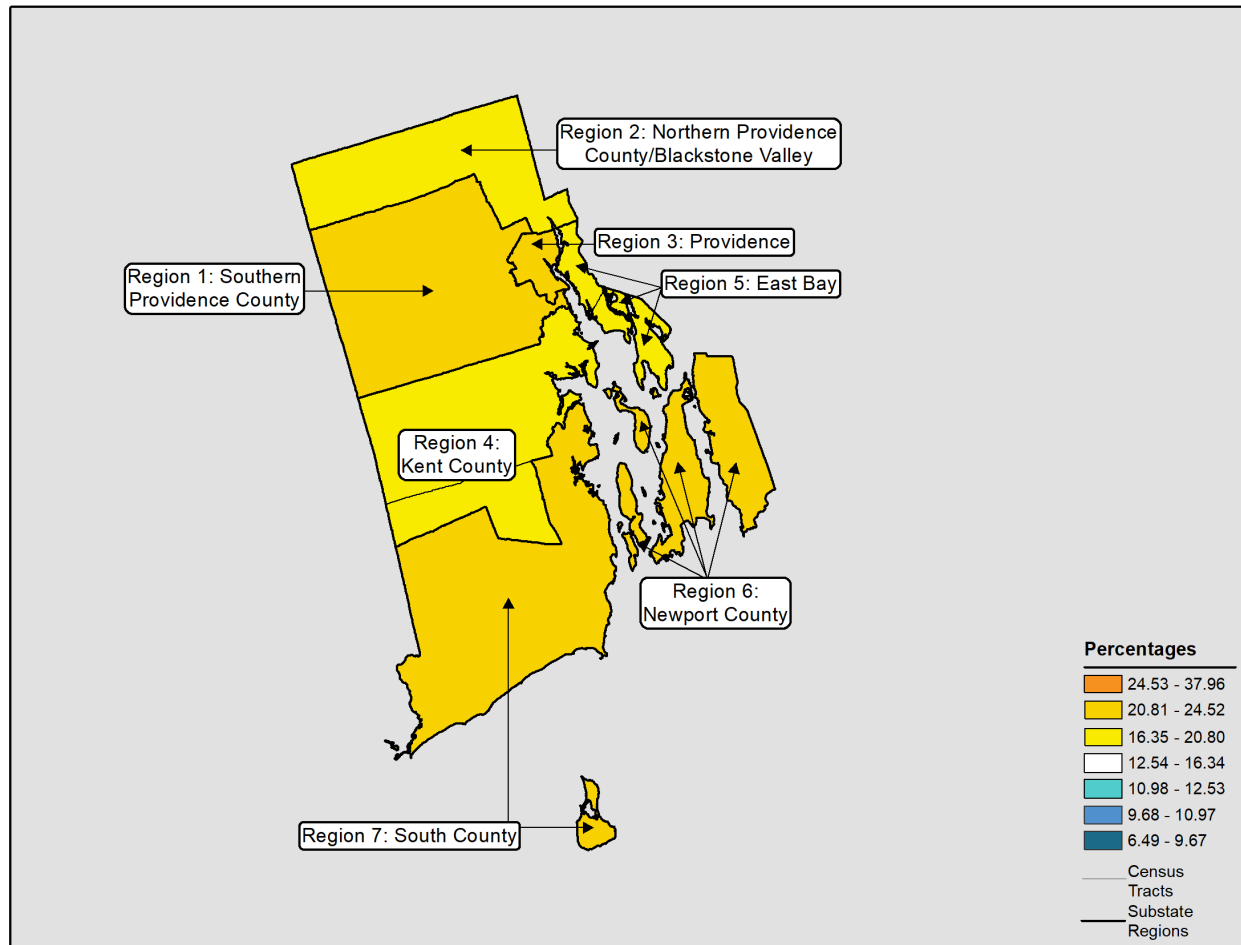 Region 2: Northern Providence
County/Blackstone Valley
Region 3: Providence
Region 1: Southern
Providence County
Region 5: East Bay
Region 4:
Kent County
Region 6:
Newport County
Region 7: South County
Percentages
24.53 - 37.96
20.81 - 24.52
16.35 - 20.80
12.54 - 16.34
10.98 - 12.53
9.68 - 10.97
6.49 - 9.67
Census
Tracts
Substate
Regions